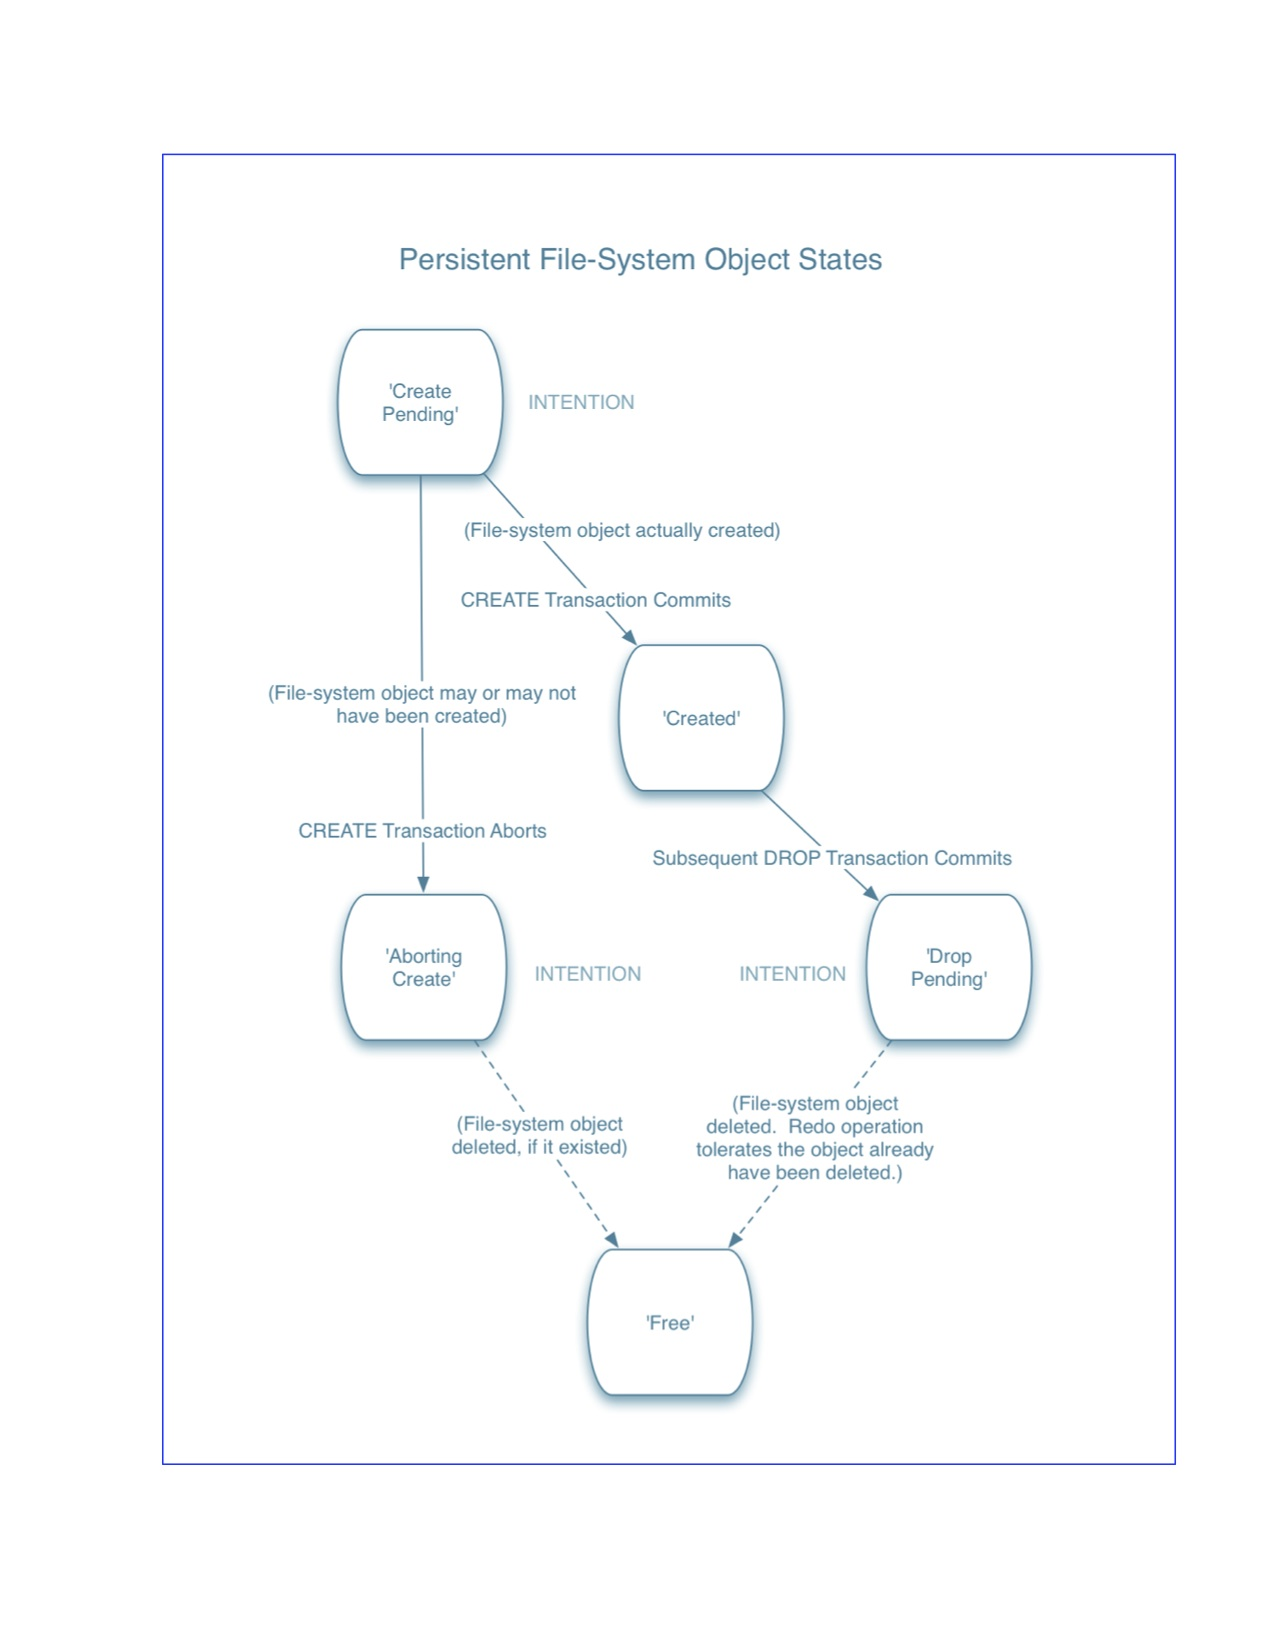 Persistent File-System Object States
'Create
Pending'
INTENTION
(File-system object actually created)
CREATE Transaction Commits
(File-system object may or may not
have been created)
'Created'
CREATE Transaction Aborts
Subsequent DROP Transaction Commits
'Aborting
Create'
INTENTION
INTENTION
'Drop
Pending'
(File-system object
deleted, if it existed)
(File-system object
deleted.  Redo operation
tolerates the object already
have been deleted.)
'Free'